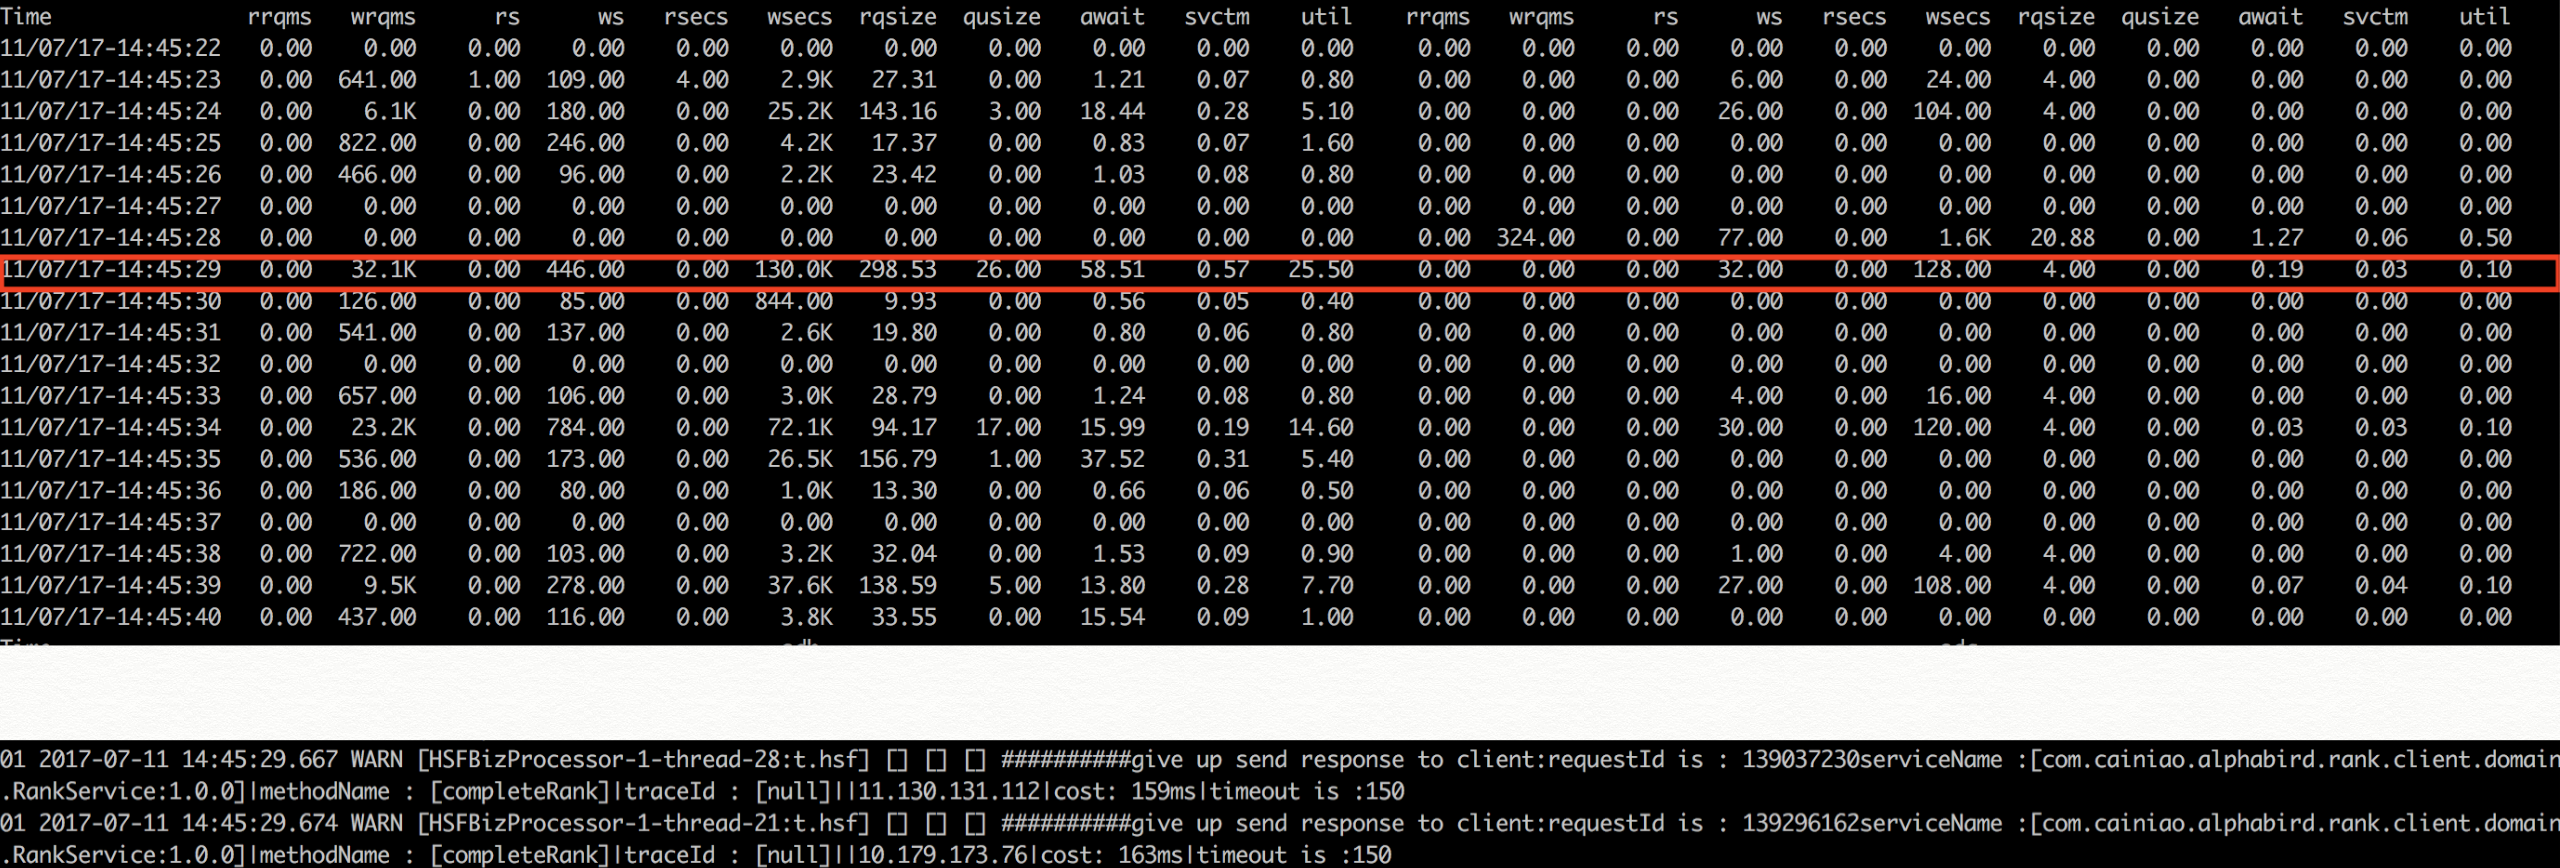 Time rrqms wrqms rs ws rsecs wsecs rqsize qusize await svctm util rrqms wrqms rs ws rsecs wsecs rqsize qusize await svctm util
11/07/17-14:45:22 0.00 0.00 0.00 0.00 0.00 0.00 0.00 0.00 0.00 0.00 0.00 0.00 0.00 0.00 0.00 0.00 0.00 0.00 0.00 0.00 0.00 0.00
11/07/17-14:45:23 0.00 641.00 1.00 109.00 4.00 2.9K 27.31 0.00 1.21 0.07 0.80 0.00 0.00 0.00 6.00 0.00 24.00 4.00 0.00 0.00 0.00 0.00
11/07/17-14:45:24 0.00 6.1K 0.00 180.00 0.00 25.2K 143.16 3.00 18.44 0.28 5.10 0.00 0.00 0.00 26.00 0.00 104.00 4.00 0.00 0.00 0.00 0.00
11/07/17-14:45:25 0.00 822.00 0.00 246.00 0.00 4.2K 17.37 0.00 0.83 0.07 1.60 0.00 0.00 0.00 0.00 0.00 0.00 0.00 0.00 0.00 0.00 0.00
11/07/17-14:45:26 0.00 466.00 0.00 96.00 0.00 2.2K 23.42 0.00 1.03 0.08 0.80 0.00 0.00 0.00 0.00 0.00 0.00 0.00 0.00 0.00 0.00 0.00
11/07/17-14:45:27 0.00 0.00 0.00 0.00 0.00 0.00 0.00 0.00 0.00 0.00 0.00 0.00 0.00 0.00 0.00 0.00 0.00 0.00 0.00 0.00 0.00 0.00
11/07/17-14:45:28 0.00 0.00 0.00 0.00 0.00 0.00 0.00 0.00 0.00 0.00 0.00 0.00 324.00 0.00 77.00 0.00 1.6K 20.88 0.00 1.27 0.06 0.50
11/07/17-14:45:29 0.00 32.1K 0.00 446.00 0.00 130.0K 298.53 26.00 58.51 0.57 25.50 0.00 0.00 0.00 32.00 0.00 128.00 4.00 0.00 0.19 0.03 0.10
11/07/17-14:45:30 0.00 126.00 0.00 85.00 0.00 844.00 9.93 0.00 0.56 0.05 0.40 0.00 0.00 0.00 0.00 0.00 0.00 0.00 0.00 0.00 0.00 0.00
11/07/17-14:45:31 0.00 541.00 0.00 137.00 0.00 2.6K 19.80 0.00 0.80 0.06 0.80 0.00 0.00 0.00 0.00 0.00 0.00 0.00 0.00 0.00 0.00 0.00
11/07/17-14:45:32 0.00 0.00 0.00 0.00 0.00 0.00 0.00 0.00 0.00 0.00 0.00 0.00 0.00 0.00 0.00 0.00 0.00 0.00 0.00 0.00 0.00 0.00
11/07/17-14:45:33 0.00 657.00 0.00 106.00 0.00 3.0K 28.79 0.00 1.24 0.08 0.80 0.00 0.00 0.00 4.00 0.00 16.00 4.00 0.00 0.00 0.00 0.00
11/07/17-14:45:34 0.00 23.2K 0.00 784.00 0.00 72.1K 94.17 17.00 15.99 0.19 14.60 0.00 0.00 0.00 30.00 0.00 120.00 4.00 0.00 0.03 0.03 0.10
11/07/17-14:45:35 0.00 536.00 0.00 173.00 0.00 26.5K 156.79 1.00 37.52 0.31 5.40 0.00 0.00 0.00 0.00 0.00 0.00 0.00 0.00 0.00 0.00 0.00
11/07/17-14:45:36 0.00 186.00 0.00 80.00 0.00 1.0K 13.30 0.00 0.66 0.06 0.50 0.00 0.00 0.00 0.00 0.00 0.00 0.00 0.00 0.00 0.00 0.00
11/07/17-14:45:37 0.00 0.00 0.00 0.00 0.00 0.00 0.00 0.00 0.00 0.00 0.00 0.00 0.00 0.00 0.00 0.00 0.00 0.00 0.00 0.00 0.00 0.00
11/07/17-14:45:38 0.00 722.00 0.00 103.00 0.00 3.2K 32.04 0.00 1.53 0.09 0.90 0.00 0.00 0.00 1.00 0.00 4.00 4.00 0.00 0.00 0.00 0.00
11/07/17-14:45:39 0.00 9.5K 0.00 278.00 0.00 37.6K 138.59 5.00 13.80 0.28 7.70 0.00 0.00 0.00 27.00 0.00 108.00 4.00 0.00 0.07 0.04 0.10
11/07/17-14:45:40 0.00 437.00 0.00 116.00 0.00 3.8K 33.55 0.00 15.54 0.09 1.00 0.00 0.00 0.00 0.00 0.00 0.00 0.00 0.00 0.00 0.00 0.00
01 2017-07-11 14:45:29.667 WARN [HSFBizProcessor-1-thread-28:t.hsf] [] [] [] ##########give up send response to client:requestId is : 139037230serviceName :[com.cainiao.alphabird.rank.client.domain
.RankService:1.0.0]|methodName : [completeRank]|traceId : [null]||11.130.131.112|cost: 159ms|timeout is :150
01 2017-07-11 14:45:29.674 WARN [HSFBizProcessor-1-thread-21:t.hsf] [] [] [] ##########give up send response to client:requestId is : 139296162serviceName :[com.cainiao.alphabird.rank.client.domain
.RankService:1.0.0]|methodName : [completeRank]|traceId : [null]||10.179.173.76|cost: 163ms|timeout is :150